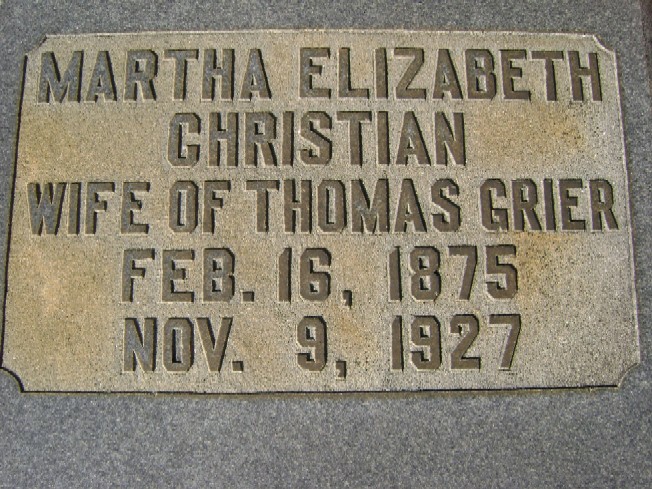 MARTHA ELIZABETH
CHRISTIAN
WIFE OF THOMAS GRIER
FEB. 16, 1875
NOV. 9, 1927